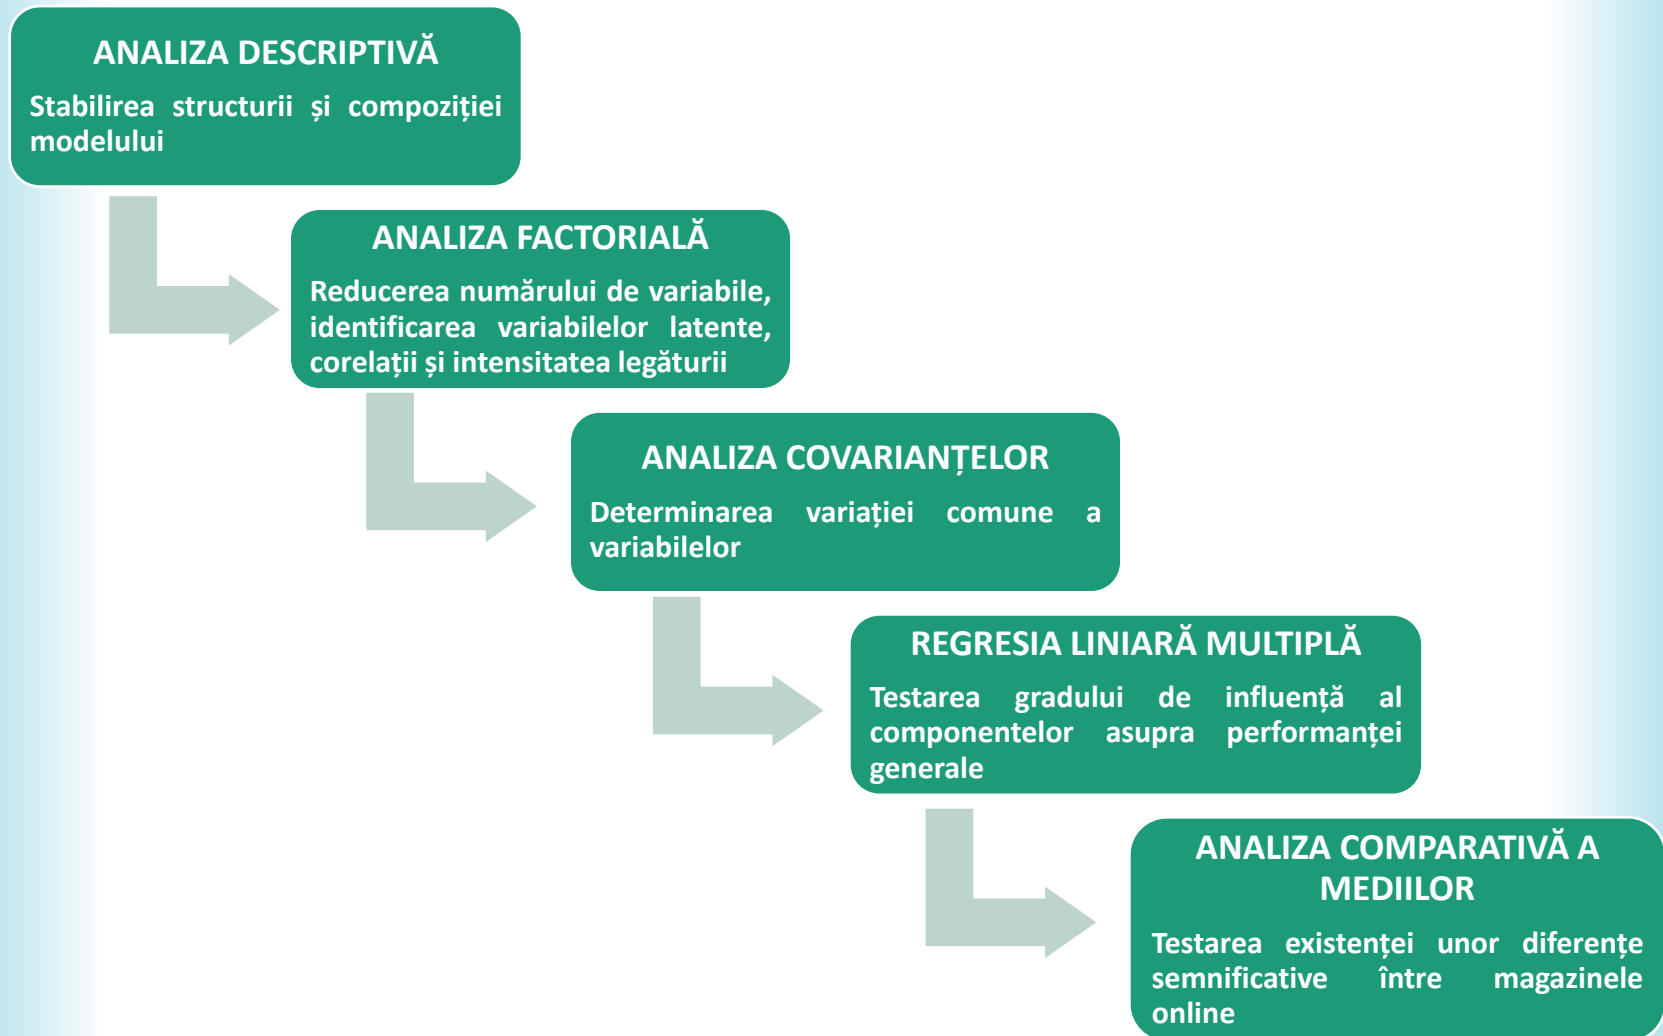 ANALIZA DESCRIPTIVĂ
Stabilirea structurii și compoziției
modelului
ANALIZA FACTORIALĂ
Reducerea numărului de variabile,
identificarea variabilelor latente,
corelații și intensitatea legăturii
ANALIZA COVARIANȚELOR
Determinarea variației comune a
variabilelor
REGRESIA LINIARĂ MULTIPLĂ
Testarea gradului de influență al
componentelor asupra performanței
generale
ANALIZA COMPARATIVĂ A
MEDIILOR
Testarea existenței unor diferențe
semnificative între magazinele
online